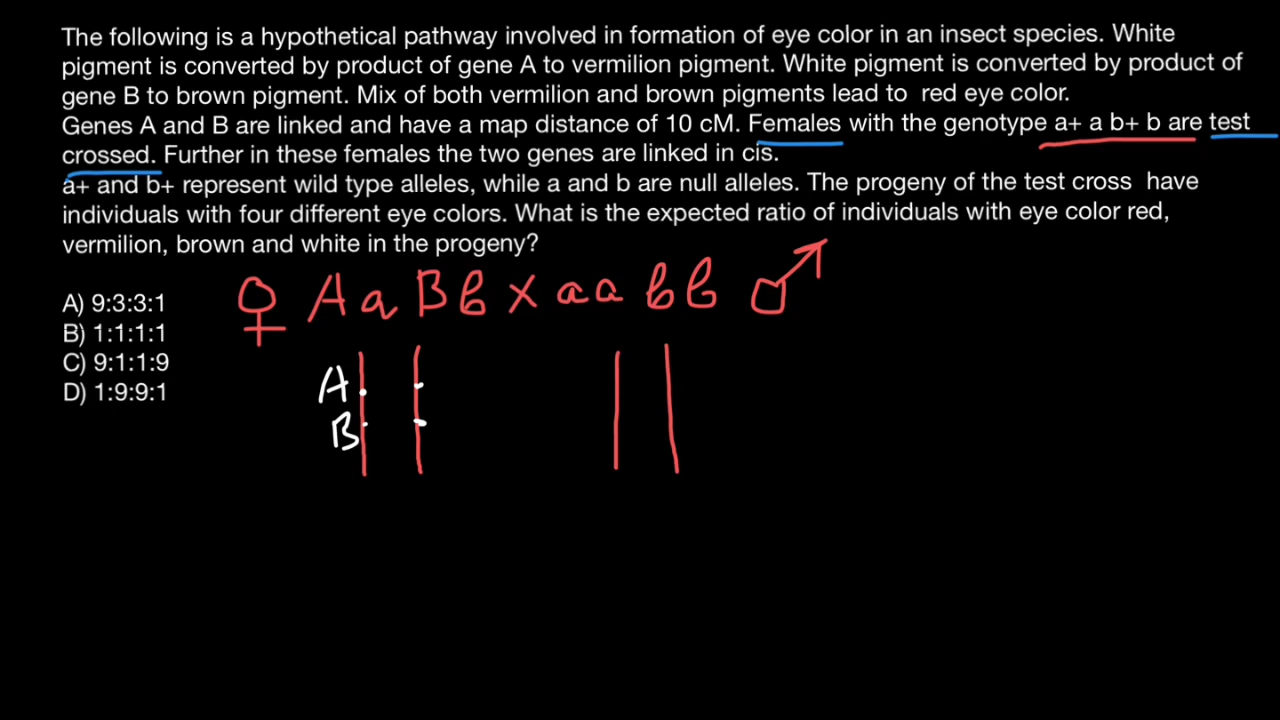 The following is a hypothetical pathway involved in formation of eye color in an insect species. White
pigment is converted by product of gene A to vermilion pigment. White pigment is converted by product of
gene B to brown pigment. Mix of both vermilion and brown pigments lead to red eye color.
Genes A and B are linked and have a map distance of 10 cM. Females with the genotype a+ a b+ b are test
crossed. Further in these females the two genes are linked in cis.
a+ and b+ represent wild type alleles, while a and b are null alleles. The progeny of the test cross have
individuals with four different eye colors. What is the expected ratio of individuals with eye color red,
vermilion, brown and white in the progeny?
A) 9:3:3:1
B) 1:1:1:1
C) 9:1:1:9
D) 1:9:9:1
♀ A a B b x a a b b ♂
A
B